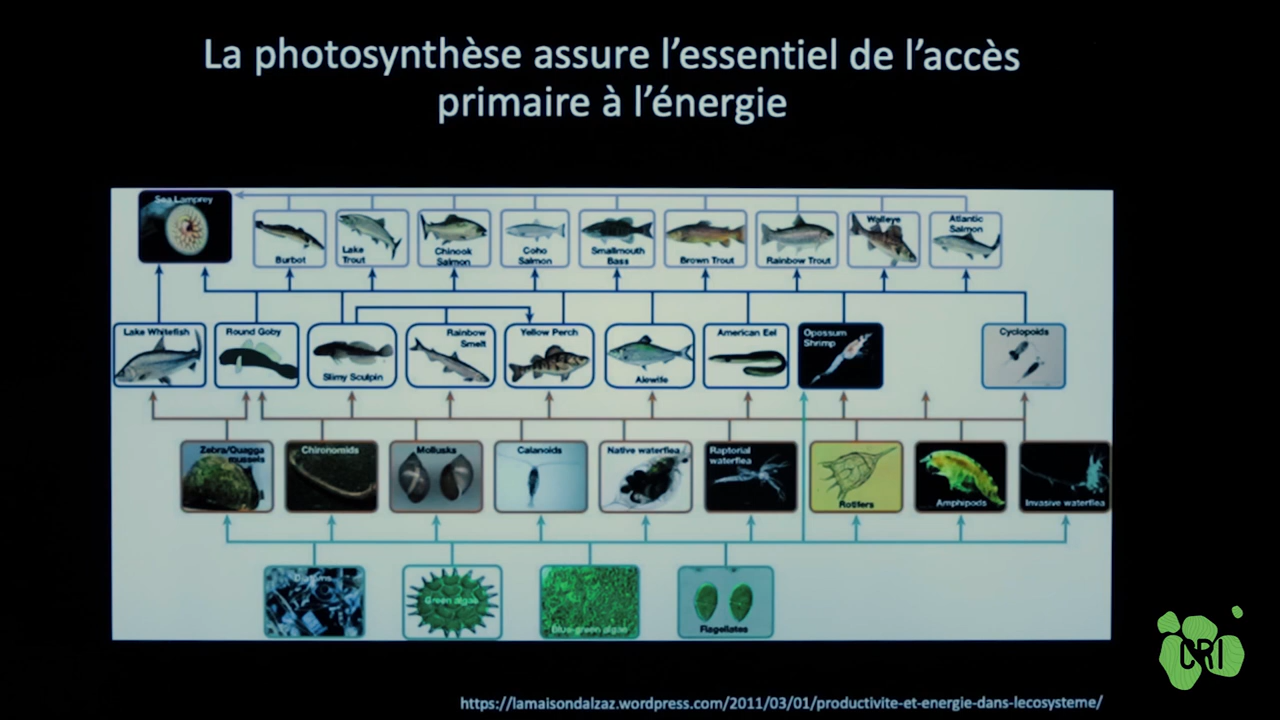 La photosynthèse assure l'essentiel de l'accès
primaire à l'énergie
Sea Lamprey
Burbot
Lake
Trout
Chinook
Salmon
Coho
Salmon
Smallmouth
Bass
Brown Trout
Rainbow Trout
Walleye
Atlantic
Salmon
Lake Whitefish
Round Goby
Slimy Sculpin
Rainbow
Smelt
Yellow Perch
Alewife
American Eel
Opossum
Shrimp
Cyclopoids
Zebra/Quagga
mussels
Chironomids
Mollusks
Calanoids
Native waterflea
Raptorial
waterflea
Rotifers
Amphipods
Invasive waterflea
Diatoms
Green algae
Blue-green algae
Flagellates
CRI
https://lamaisondalzaz.wordpress.com/2011/03/01/productivite-et-energie-dans-lecosysteme/